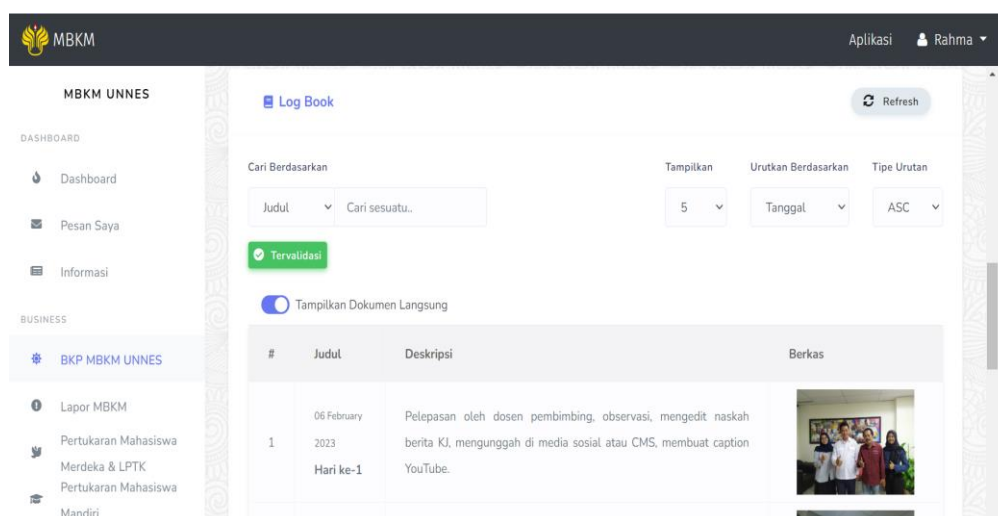 MBKM
Aplikasi
Rahma
MBKM UNNES
DASHBOARD
Dashboard
Pesan Saya
Informasi
BUSINESS
BKP MBKM UNNES
Lapor MBKM
Pertukaran Mahasiswa
Merdeka & LPTK
Pertukaran Mahasiswa
Mandiri
Log Book
Refresh
Cari Berdasarkan
Tampilkan
Urutkan Berdasarkan
Tipe Urutan
Judul
Cari sesuatu..
5
Tanggal
ASC
Tervalidasi
Tampilkan Dokumen Langsung
# Judul Deskripsi Berkas
1
06 February
2023
Hari ke-1
Pelepasan oleh dosen pembimbing, observasi, mengedit naskah
berita KJ, mengunggah di media sosial atau CMS, membuat caption
YouTube.